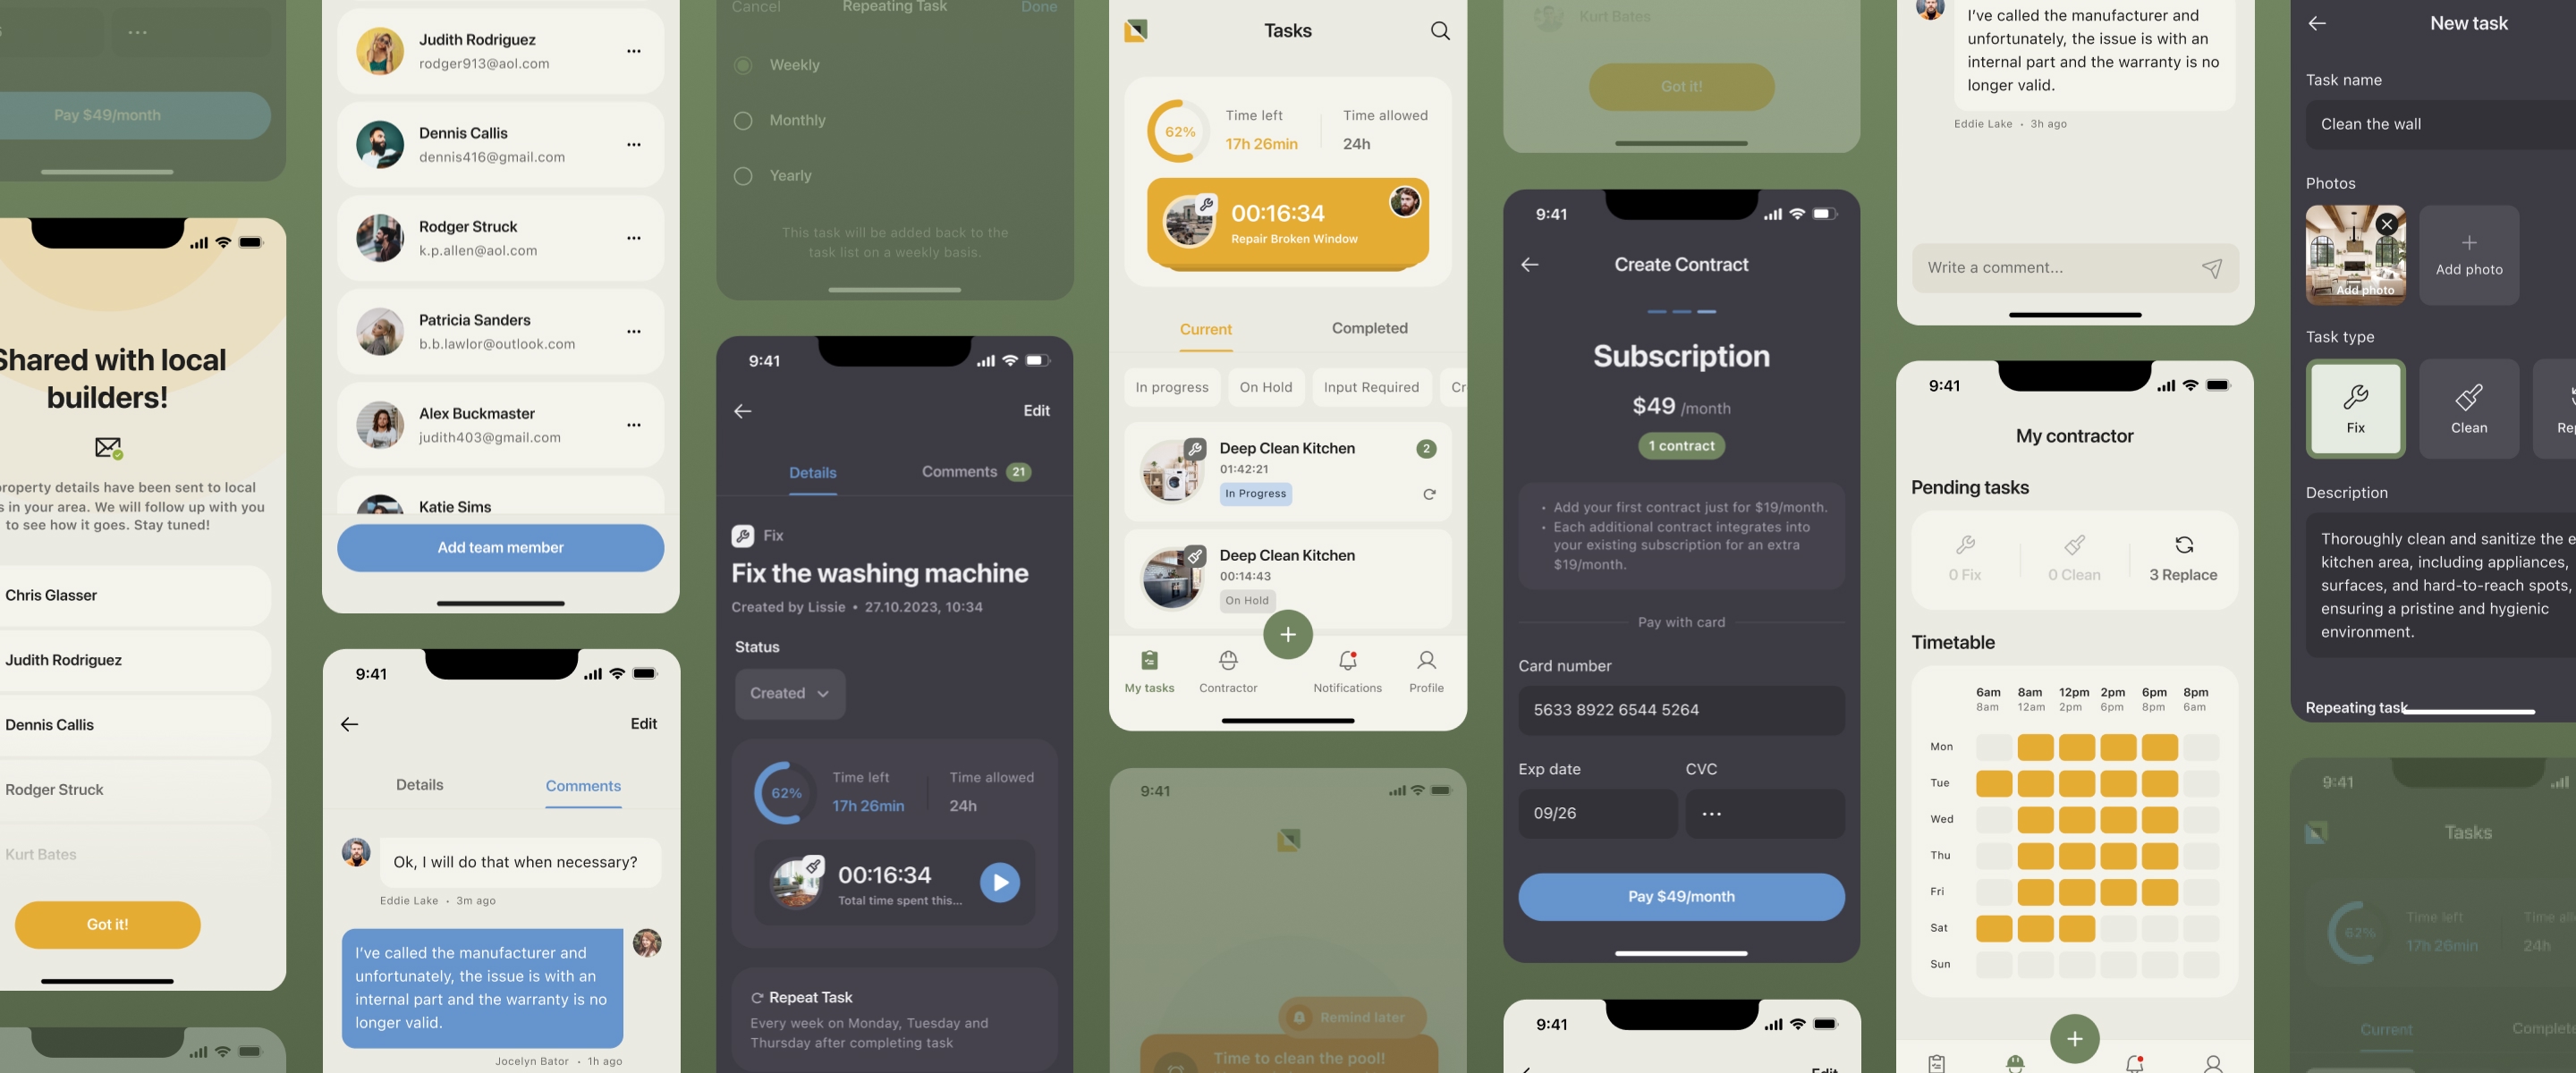 Pay $49/month
Shared with local
builders!
property details have been sent to local
in your area. We will follow up with you
to see how it goes. Stay tuned!
Chris Glasser
Judith Rodriguez
Dennis Callis
Rodger Struck
Kurt Bates
Got it!
Judith Rodriguez
rodger913@aol.com
Dennis Callis
dennis416@gmail.com
Rodger Struck
k.p.allen@aol.com
Patricia Sanders
b.b.lawlor@outlook.com
Alex Buckmaster
judith403@gmail.com
Katie Sims
Add team member
9:41
Edit
Details Comments
Ok, I will do that when necessary?
Eddie Lake • 3m ago
I've called the manufacturer and
unfortunately, the issue is with an
internal part and the warranty is no
longer valid.
Jocelyn Bator • 1h ago
Cancel Repeating Task Done
Weekly
Monthly
Yearly
This task will be added back to the
task list on a weekly basis.
9:41
Edit
Details Comments 21
Fix
Fix the washing machine
Created by Lissie • 27.10.2023, 10:34
Status
Created
62% Time left Time allowed
17h 26min 24h
00:16:34
Total time spent this...
Repeat Task
Every week on Monday, Tuesday and
Thursday after completing task
Tasks
62% Time left Time allowed
17h 26min 24h
00:16:34
Repair Broken Window
Current Completed
In progress On Hold Input Required Cr
Deep Clean Kitchen 2
01:42:21
In Progress
Deep Clean Kitchen
00:14:43
On Hold
+
My tasks Contractor Notifications Profile
9:41
Remind later
Time to clean the pool!
Kurt Bates
Got it!
9:41
Create Contract
Subscription
$49 /month
1 contract
• Add your first contract just for $19/month.
• Each additional contract integrates into
your existing subscription for an extra
$19/month.
Pay with card
Card number
5633 8922 6544 5264
Exp date CVC
09/26 •••
Pay $49/month
9:41
Edit
I've called the manufacturer and
unfortunately, the issue is with an
internal part and the warranty is no
longer valid.
Eddie Lake • 3h ago
Write a comment...
9:41
My contractor
Pending tasks
0 Fix 0 Clean 3 Replace
Timetable
6am 8am 12pm 2pm 6pm 8pm
8am 12am 2pm 6pm 8pm 6am
Mon
Tue
Wed
Thu
Fri
Sat
Sun
+
New task
Task name
Clean the wall
Photos
Add photo
+
Add photo
Task type
Fix Clean Rep
Description
Thoroughly clean and sanitize the e
kitchen area, including appliances,
surfaces, and hard-to-reach spots,
ensuring a pristine and hygienic
environment.
Repeating task
9:41
Tasks
62% Time left Time all
17h 26min 24h
Current Complete